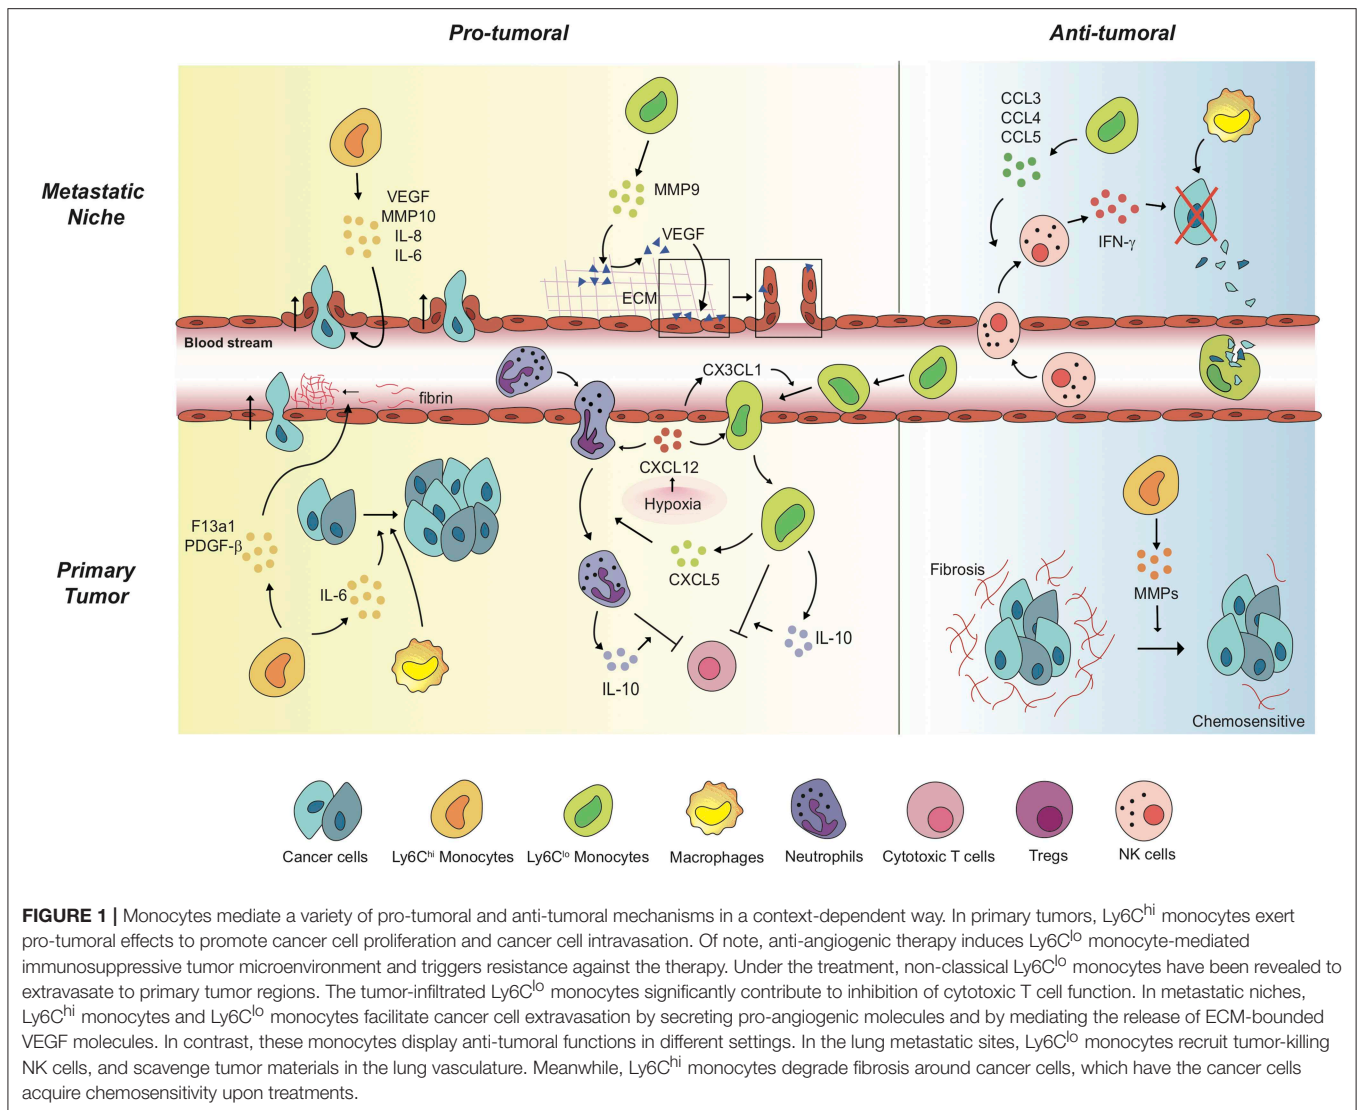 Pro-tumoral
Anti-tumoral
Metastatic
Niche
VEGF
MMP10
IL-8
IL-6
MMP9
VEGF
ECM
CCL3
CCL4
CCL5
IFN-γ
Blood stream
fibrin
CX3CL1
CXCL12
Hypoxia
Primary
Tumor
F13a1
PDGF-β
IL-6
CXCL5
IL-10
IL-10
Fibrosis
MMPs
Chemosensitive
Cancer cells
Ly6Chi Monocytes
Ly6Clo Monocytes
Macrophages
Neutrophils
Cytotoxic T cells
Tregs
NK cells
FIGURE 1 | Monocytes mediate a variety of pro-tumoral and anti-tumoral mechanisms in a context-dependent way. In primary tumors, Ly6Chi monocytes exert
pro-tumoral effects to promote cancer cell proliferation and cancer cell intravasation. Of note, anti-angiogenic therapy induces Ly6Clo monocyte-mediated
immunosuppressive tumor microenvironment and triggers resistance against the therapy. Under the treatment, non-classical Ly6Clo monocytes have been revealed to
extravasate to primary tumor regions. The tumor-infiltrated Ly6Clo monocytes significantly contribute to inhibition of cytotoxic T cell function. In metastatic niches,
Ly6Chi monocytes and Ly6Clo monocytes facilitate cancer cell extravasation by secreting pro-angiogenic molecules and by mediating the release of ECM-bounded
VEGF molecules. In contrast, these monocytes display anti-tumoral functions in different settings. In the lung metastatic sites, Ly6Clo monocytes recruit tumor-killing
NK cells, and scavenge tumor materials in the lung vasculature. Meanwhile, Ly6Chi monocytes degrade fibrosis around cancer cells, which have the cancer cells
acquire chemosensitivity upon treatments.